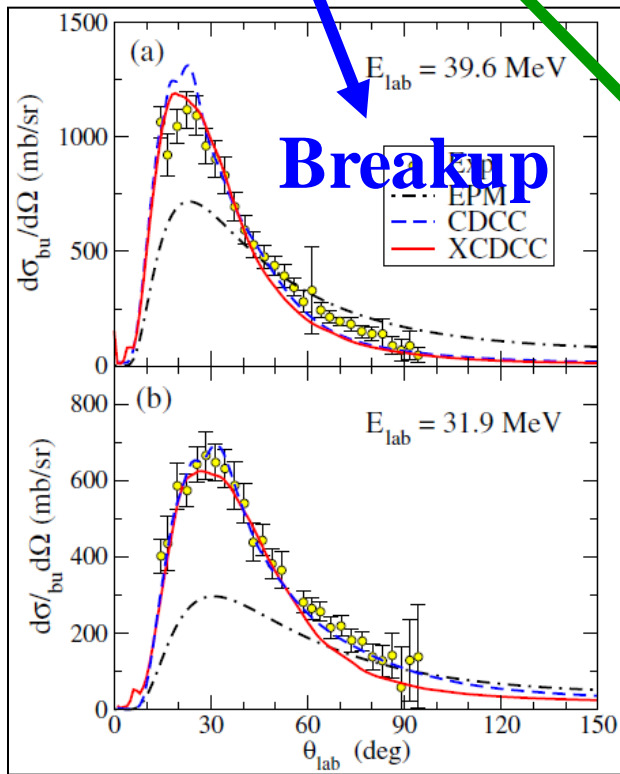 1500
(a)
E_lab = 39.6 MeV
Breakup
Exp
EPM
CDCC
XCDCC
1000
500
0
dσ_bu/dΩ (mb/sr)
800
(b)
E_lab = 31.9 MeV
600
400
200
0
dσ/_bu dΩ (mb/sr)
0 30 60 90 120 150
θ_lab (deg)